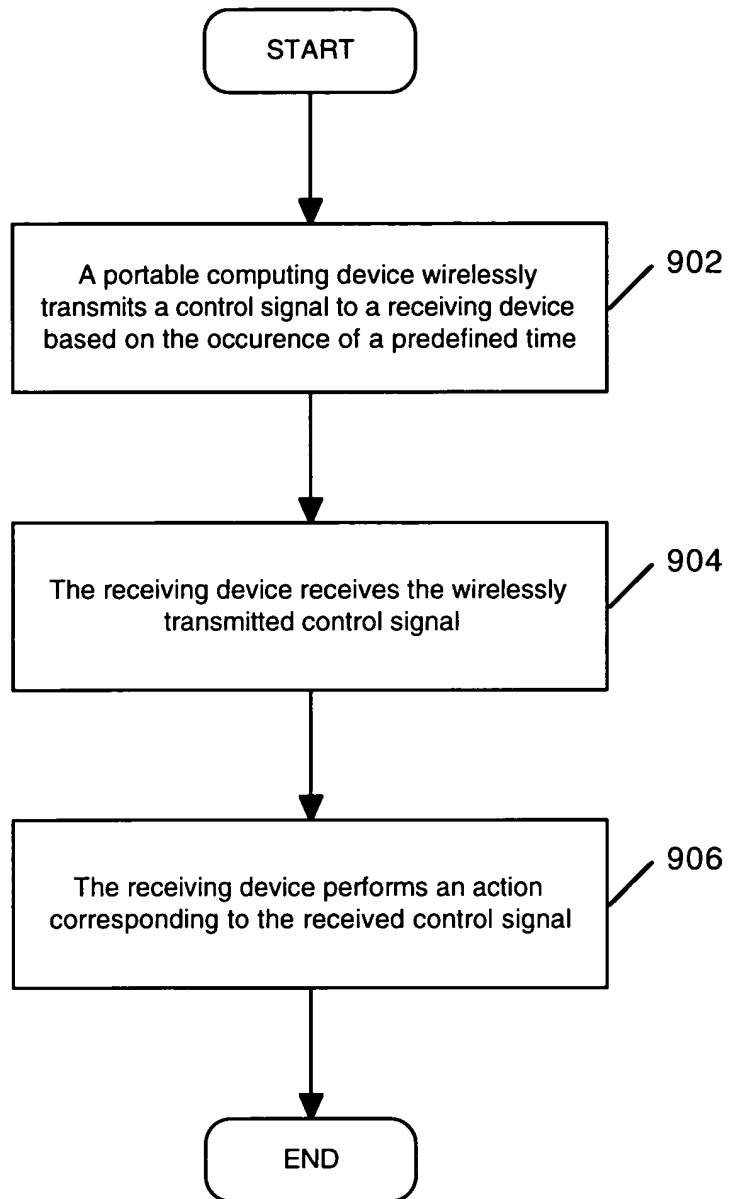 START
A portable computing device wirelessly
transmits a control signal to a receiving device
based on the occurence of a predefined time
902
The receiving device receives the wirelessly
transmitted control signal
904
The receiving device performs an action
corresponding to the received control signal
906
END